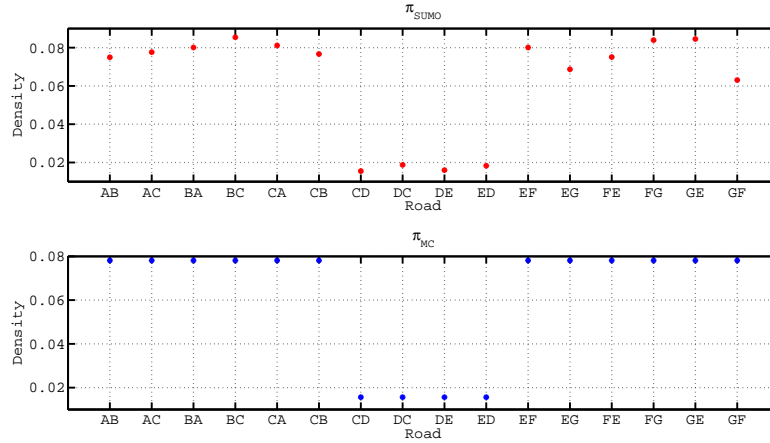 π_SUMO
0.08
0.06
0.04
0.02
Density
AB AC BA BC CA CB CD DC DE ED EF EG FE FG GE GF
Road
π_MC
0.08
0.06
0.04
0.02
Density
AB AC BA BC CA CB CD DC DE ED EF EG FE FG GE GF
Road